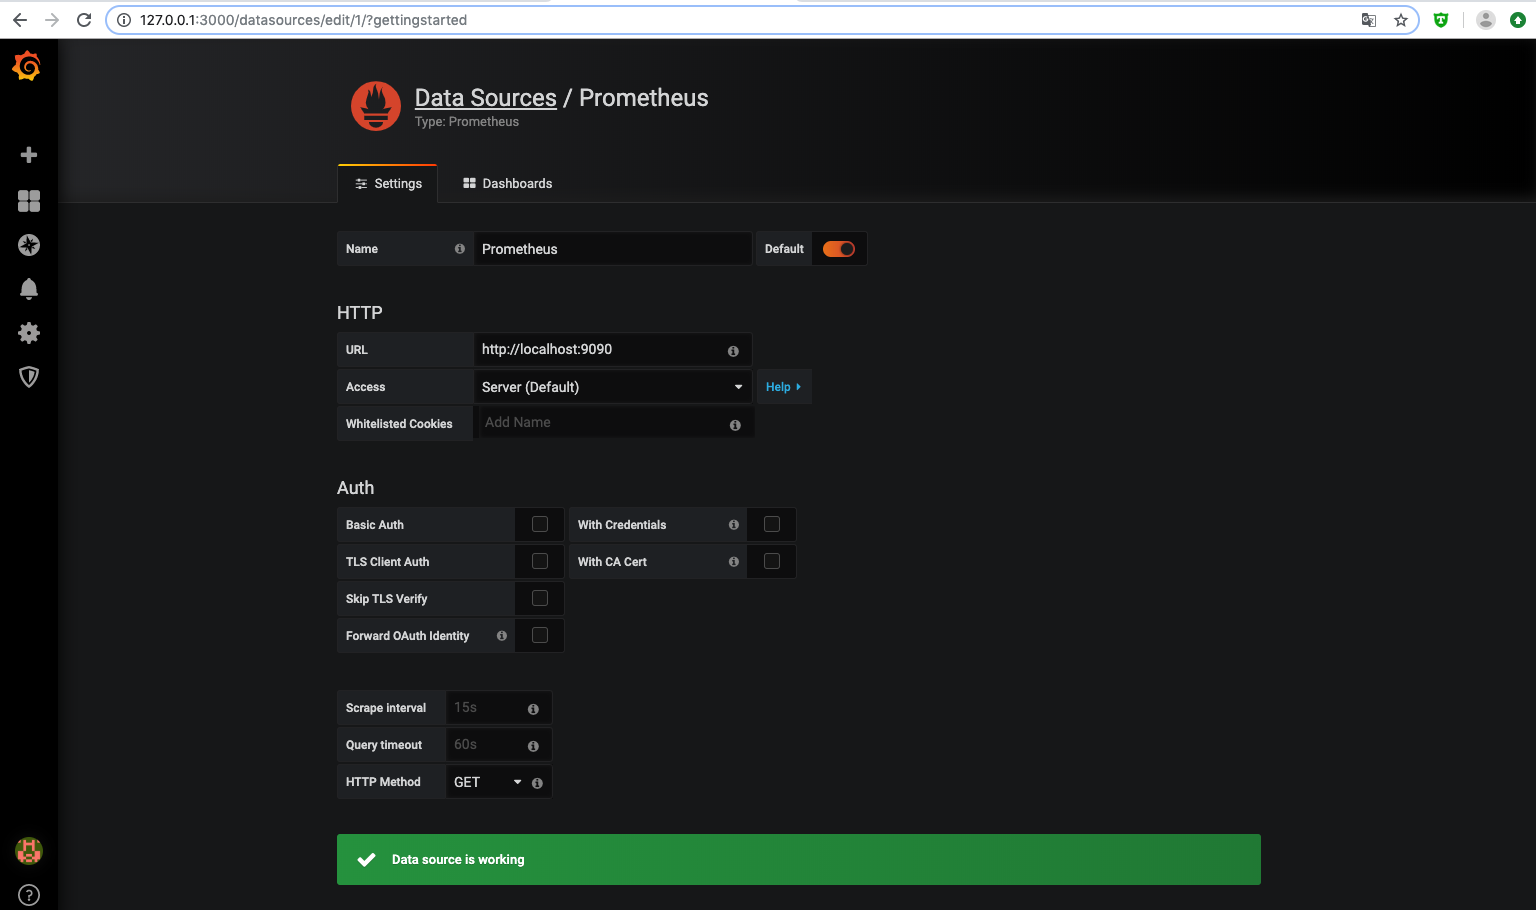 127.0.0.1:3000/datasources/edit/1/?gettingstarted
Data Sources / Prometheus
Type: Prometheus
Settings Dashboards
Name Prometheus Default
HTTP
URL http://localhost:9090
Access Server (Default) Help
Whitelisted Cookies Add Name
Auth
Basic Auth With Credentials
TLS Client Auth With CA Cert
Skip TLS Verify
Forward OAuth Identity
Scrape interval 15s
Query timeout 60s
HTTP Method GET
Data source is working